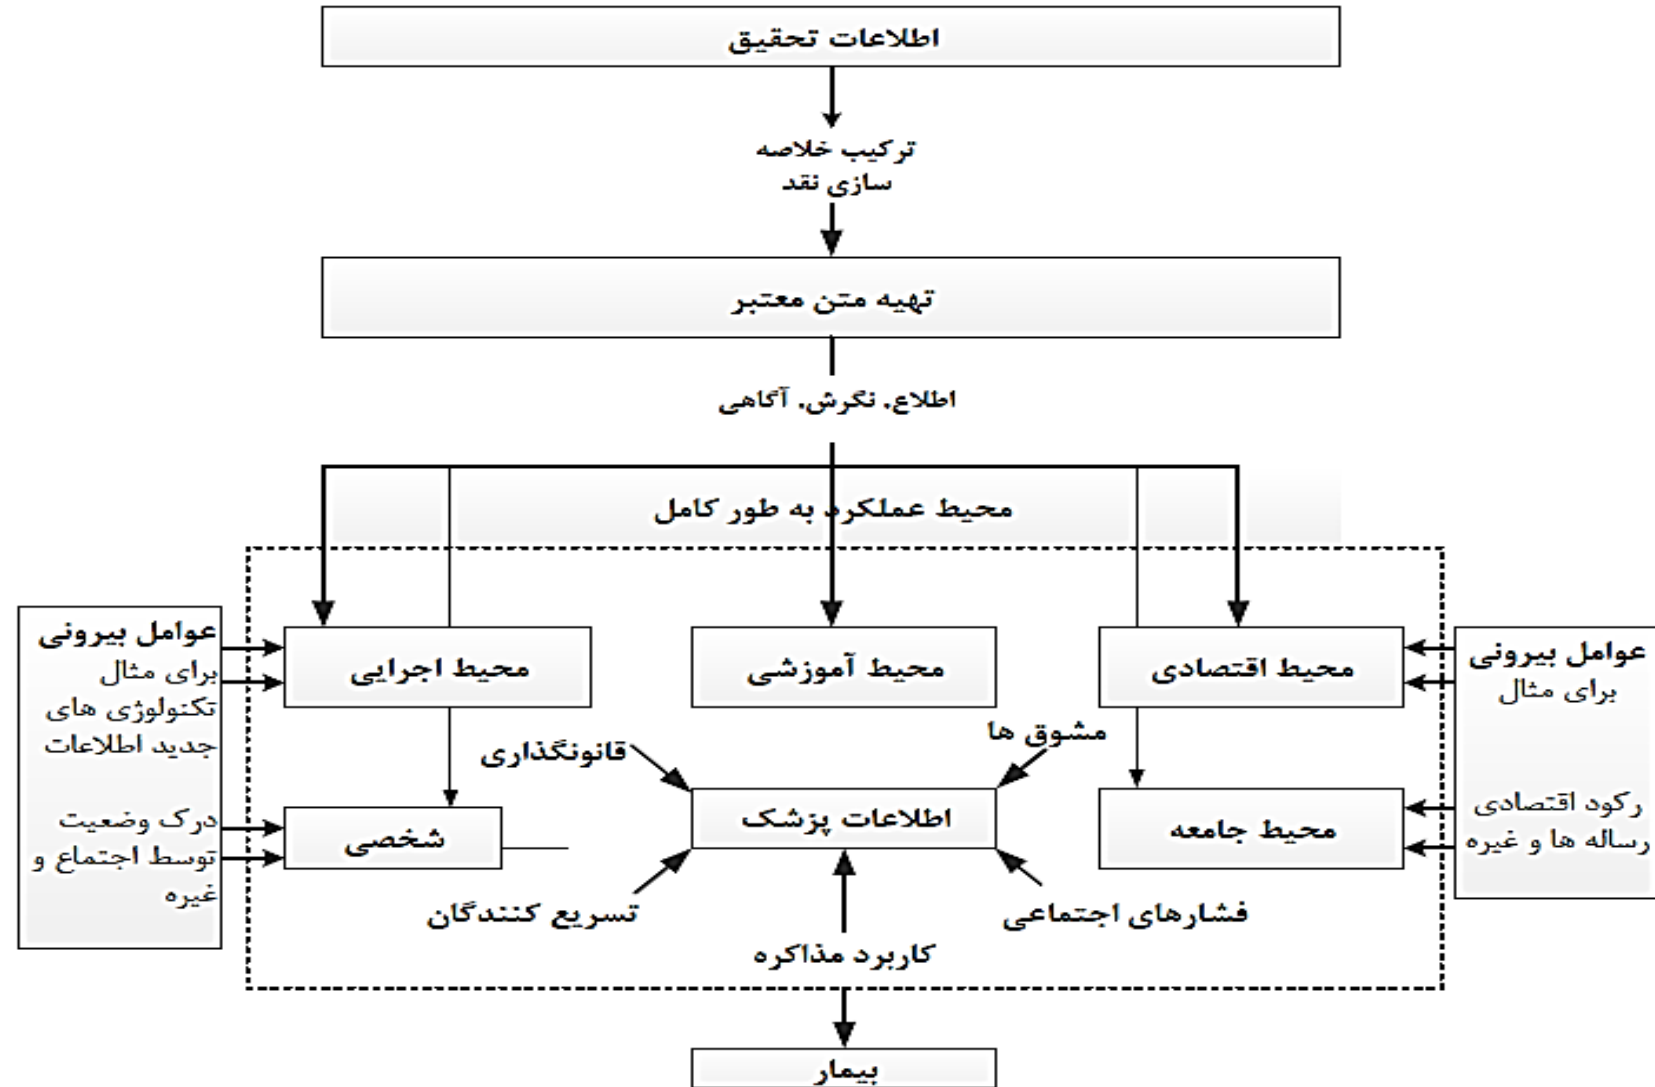 اطلاعات تحقیق
ترکیب خلاصه
سازی نقد
تهیه متن معتبر
اطلاع. نگرش. آگاهی
محیط عملکرد به طور کامل
عوامل بیرونی
برای مثال
رکود اقتصادی
رساله ها و غیره
محیط اقتصادی
محیط آموزشی
محیط اجرایی
عوامل بیرونی
برای مثال
تکنولوژی های
جدید اطلاعات
درک وضعیت
توسط اجتماع و
غیره
مشوق ها
قانونگذاری
محیط جامعه
اطلاعات پزشک
شخصی
فشارهای اجتماعی
تسریع کنندگان
کاربرد مذاکره
بیمار